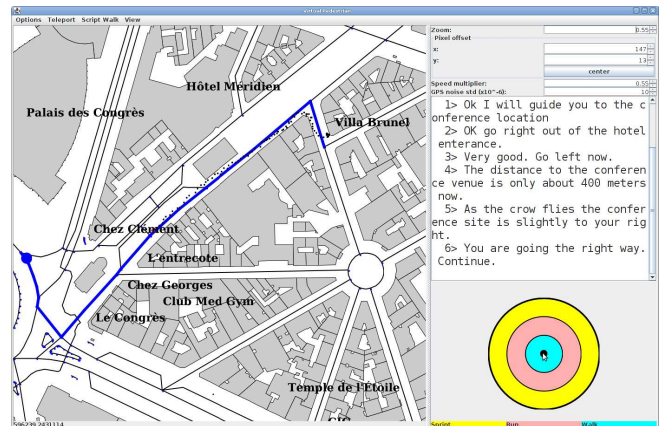 Virtual Pedestrian
Options Teleport Script Walk View
Hôtel Méridien
Palais des Congrès
Villa Brunel
Chez Clément
L'entrecote
Chez Georges
Club Med Gym
Le Congrès
Temple de l'Étoile
CIC
596239,2431114
Zoom: 0.55
Pixel offset
x: 147
y: 13
center
Speed multiplier: 0.55
GPS noise std (x10^-6): 10
1> Ok I will guide you to the c
onference location
2> OK go right out of the hotel
enterance.
3> Very good. Go left now.
4> The distance to the conferen
ce venue is only about 400 meters
now.
5> As the crow flies the confer
ence site is slightly to your rig
ht.
6> You are going the right way.
Continue.
Sprint Run Walk